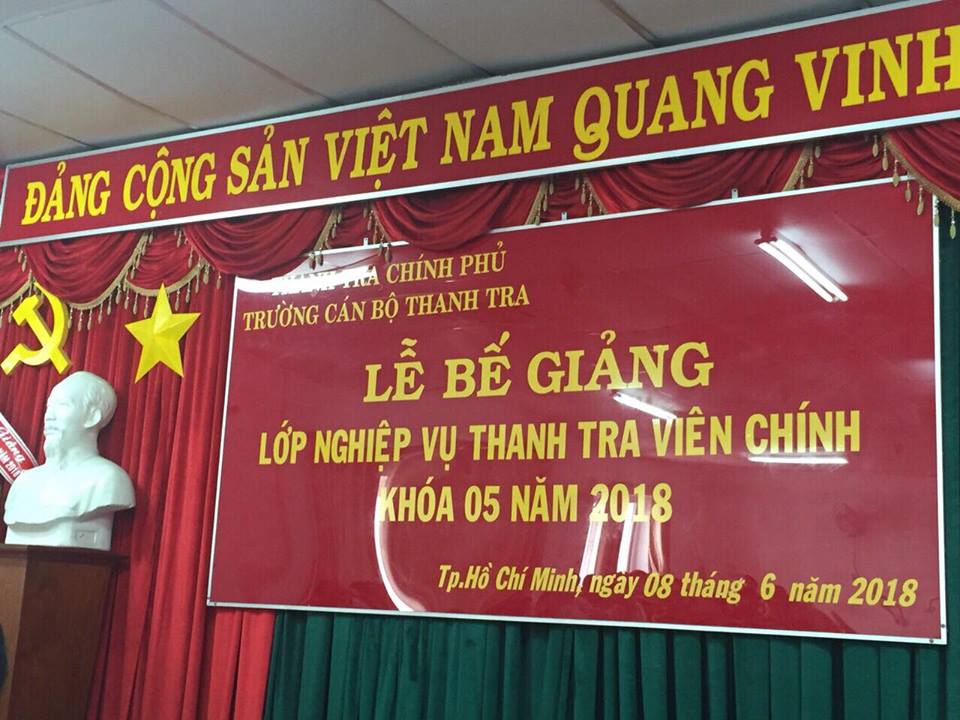 ĐẢNG CỘNG SẢN VIỆT NAM QUANG VINH
THANH TRA CHÍNH PHỦ
TRƯỜNG CÁN BỘ THANH TRA
LỄ BẾ GIẢNG
LỚP NGHIỆP VỤ THANH TRA VIÊN CHÍNH
KHÓA 05 NĂM 2018
Tp.Hồ Chí Minh, ngày 08 tháng 6 năm 2018
Giảng